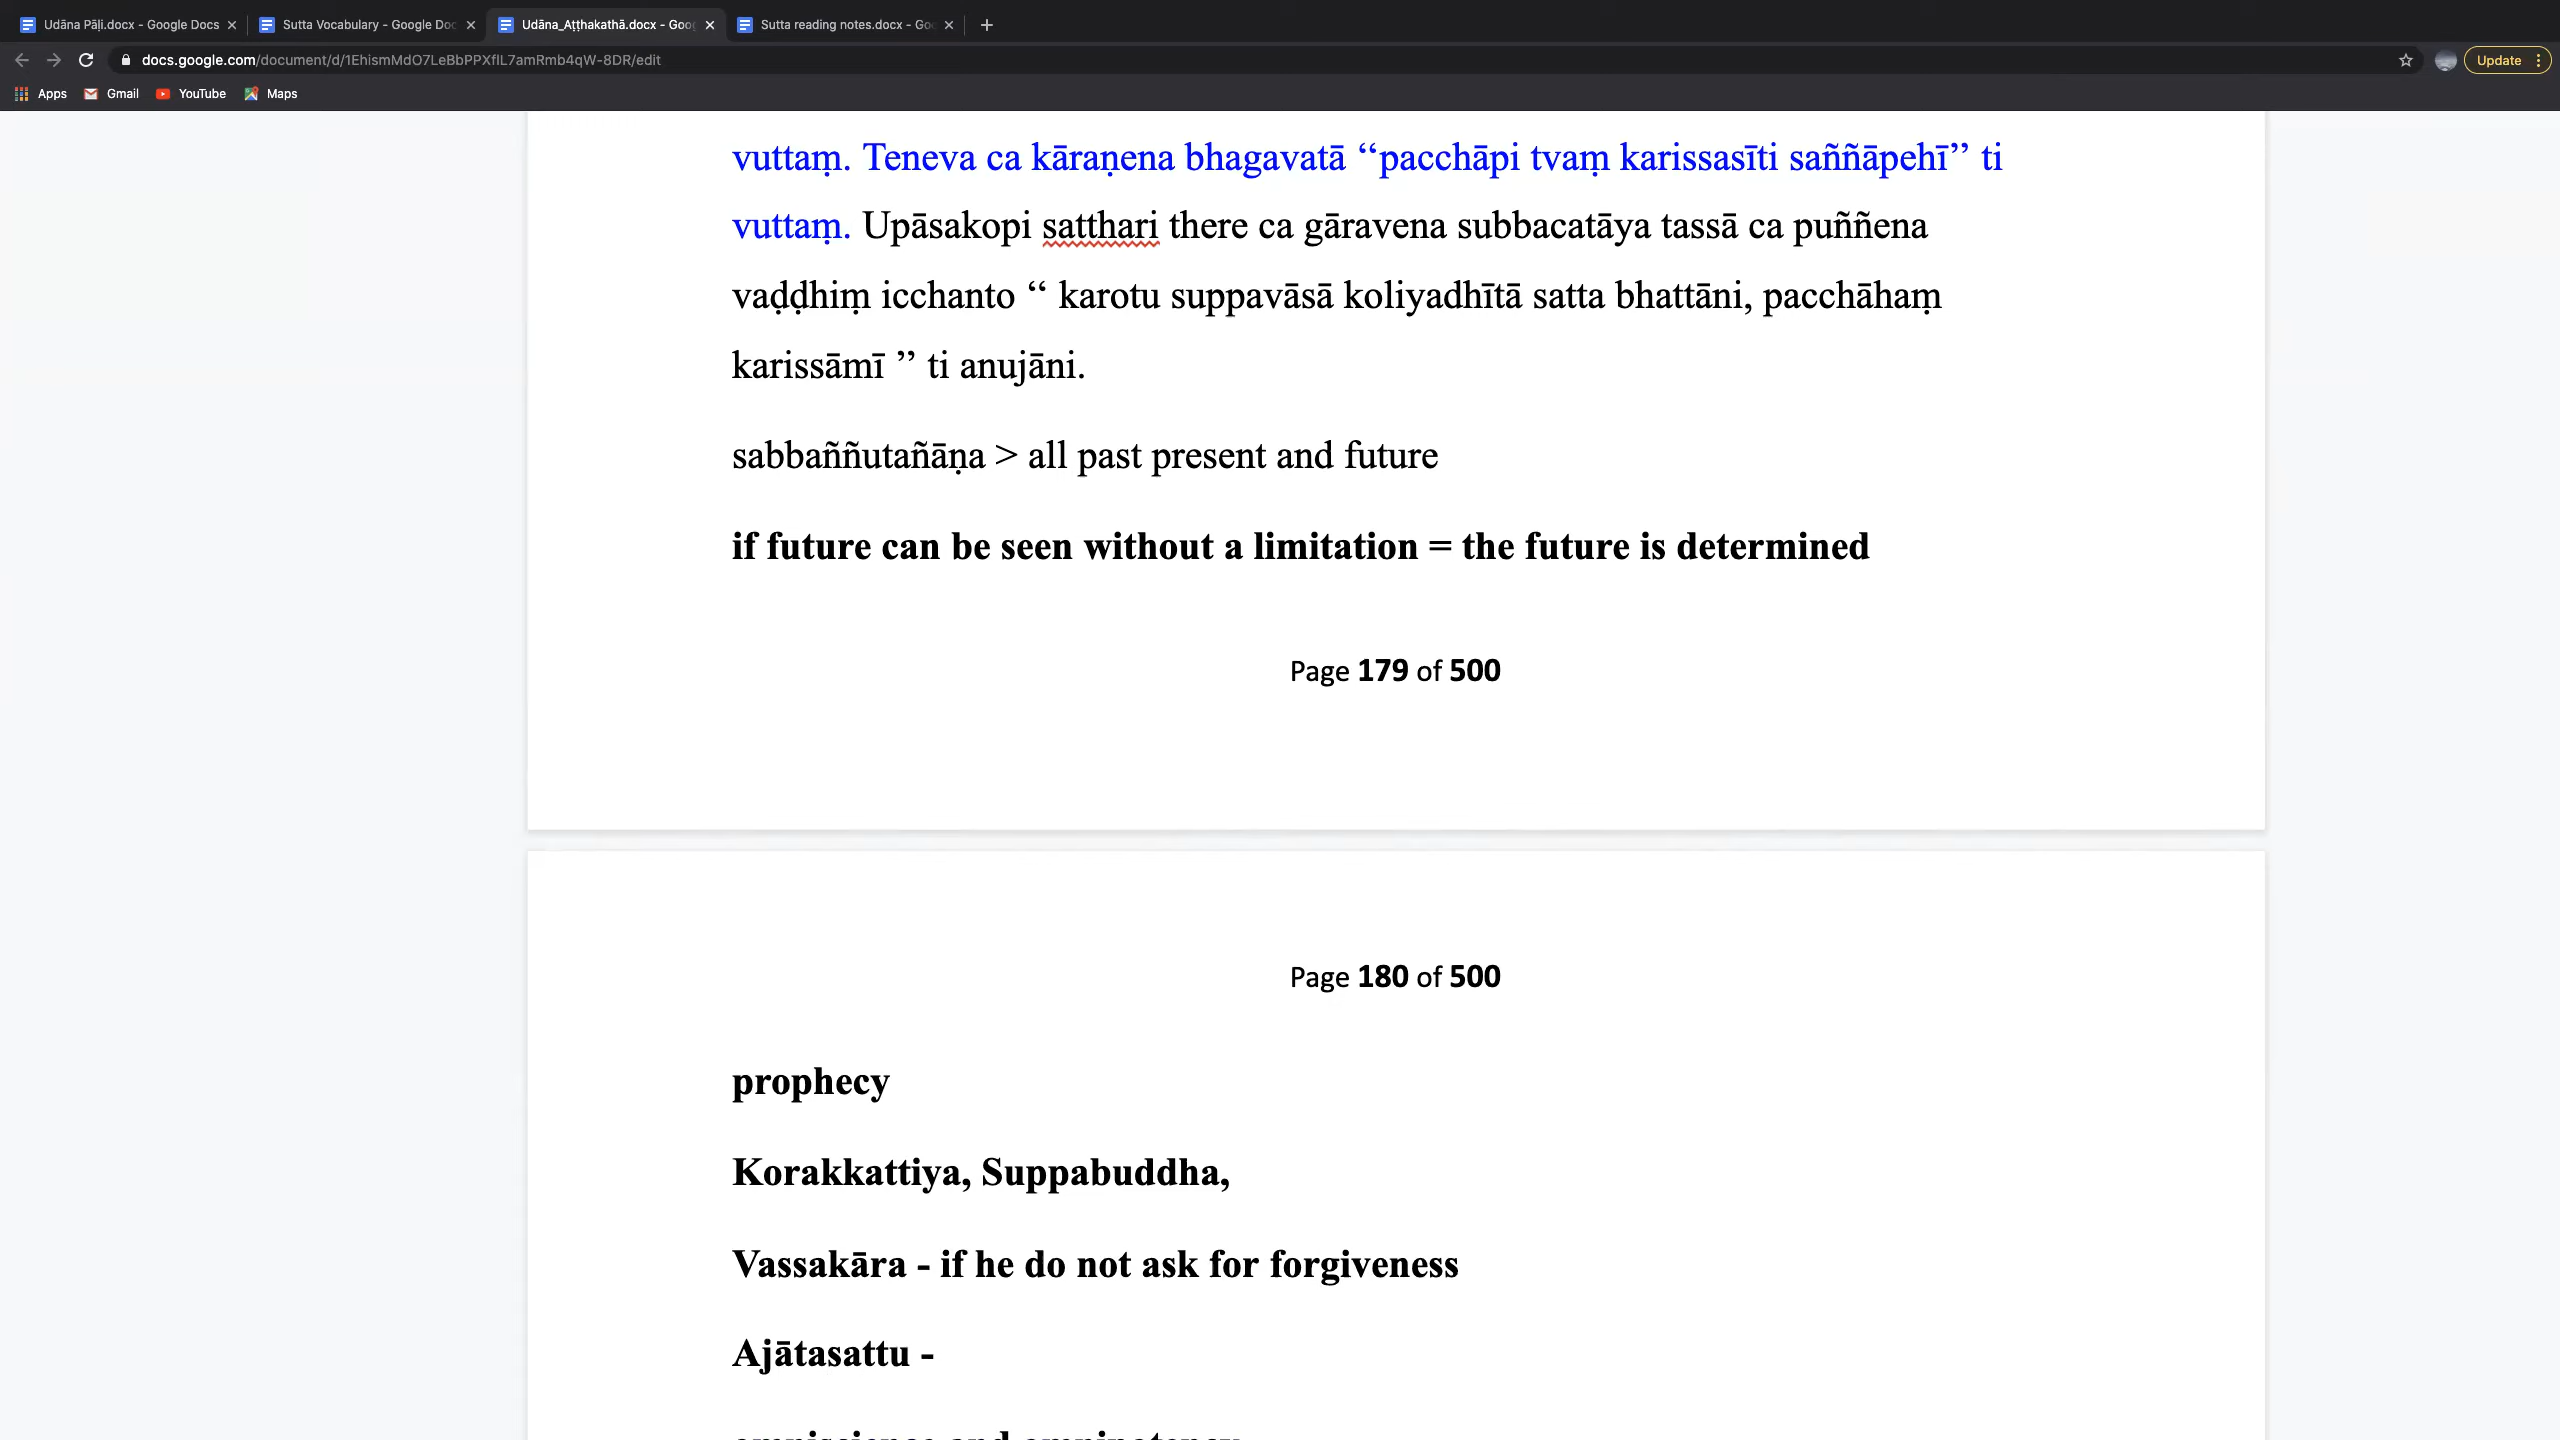 Udāna Pāḷi.docx - Google Docs
Sutta Vocabulary - Google Doc
Udāna_Aṭṭhakathā.docx - Goog
Sutta reading notes.docx - Go
docs.google.com/document/d/1EhismMdO7LeBbPPXflL7amRmb4qW-8DR/edit
Update
Apps Gmail YouTube Maps
vuttaṃ. Teneva ca kāraṇena bhagavatā ‘‘pacchāpi tvaṃ karissasīti saññāpehī’’ ti
vuttaṃ. Upāsakopi satthari there ca gāravena subbacatāya tassā ca puññena
vaḍḍhiṃ icchanto ‘‘ karotu suppavāsā koliyadhītā satta bhattāni, pacchāhaṃ
karissāmī ’’ ti anujāni.
sabbaññutañāṇa > all past present and future
if future can be seen without a limitation = the future is determined
Page 179 of 500
Page 180 of 500
prophecy
Korakkattiya, Suppabuddha,
Vassakāra - if he do not ask for forgiveness
Ajātasattu -
omniscience and omnipotency